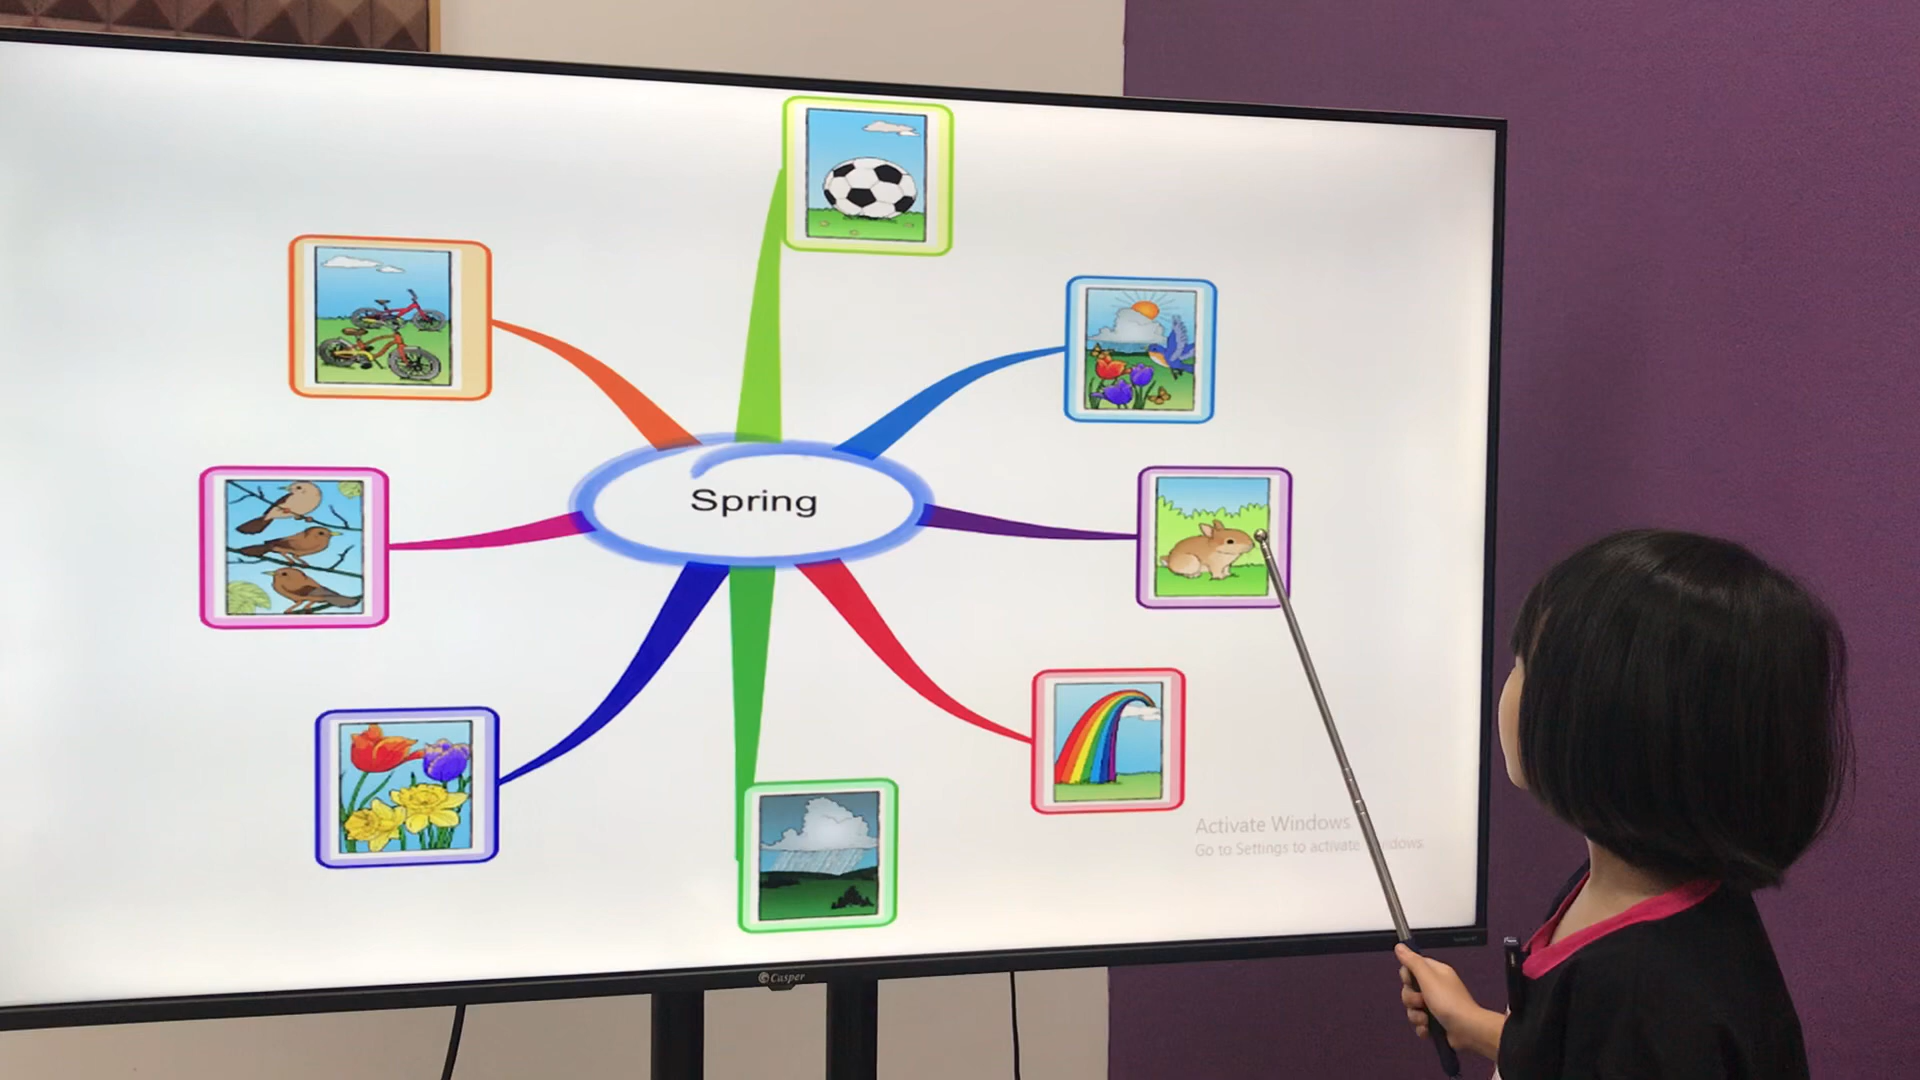 Spring
Activate Windows
Go to Settings to activate Windows.
Casper